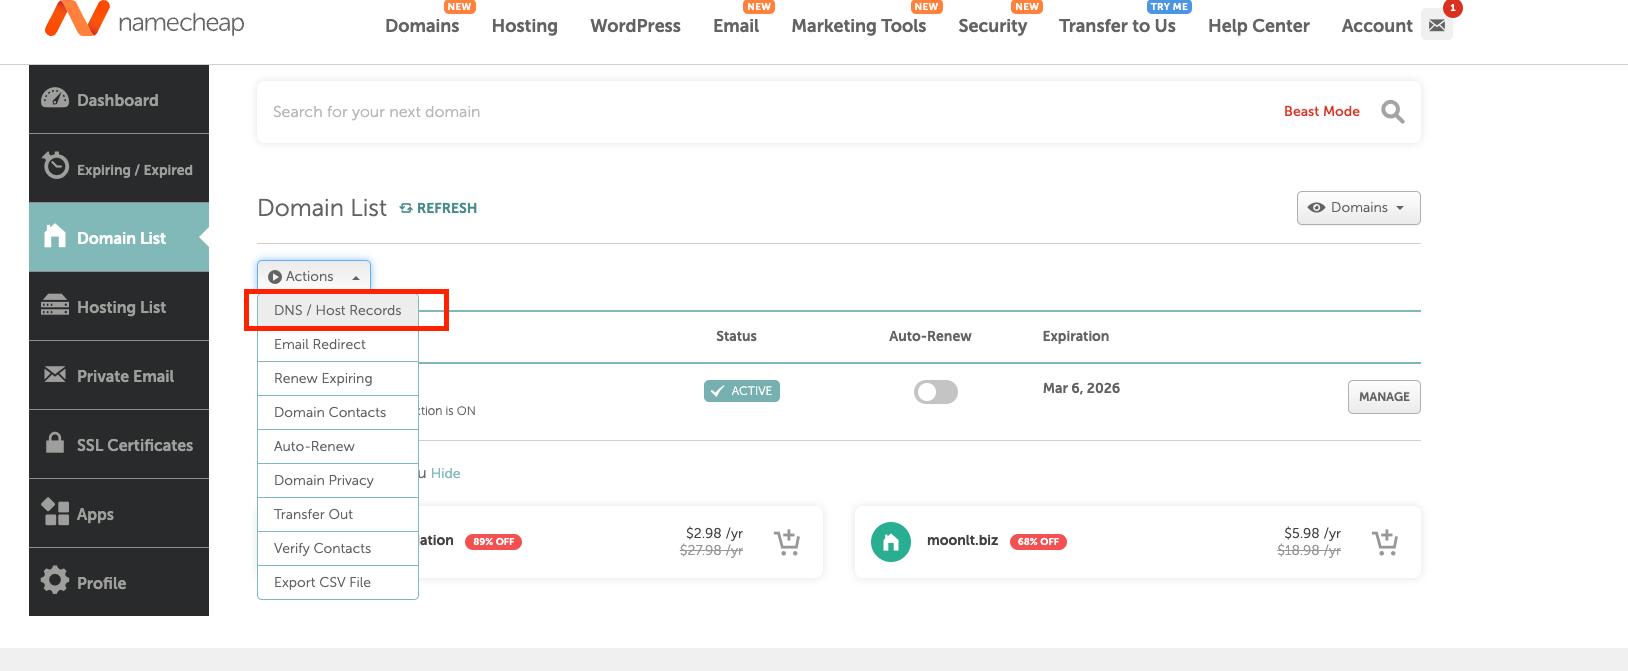 namecheap
NEW NEW NEW NEW TRY ME 1
Domains Hosting WordPress Email Marketing Tools Security Transfer to Us Help Center Account
Dashboard
Expiring / Expired
Domain List
Hosting List
Private Email
SSL Certificates
Apps
Profile
Search for your next domain Beast Mode
Domain List REFRESH Domains
Actions
DNS / Host Records
Email Redirect
Renew Expiring
Domain Contacts
Auto-Renew
Domain Privacy
Transfer Out
Verify Contacts
Export CSV File
Status Auto-Renew Expiration
ACTIVE Mar 6, 2026 MANAGE
ction is ON
u Hide
ation 89% OFF $2.98 /yr
$27.98 /yr
moonlt.biz 68% OFF $5.98 /yr
$18.98 /yr